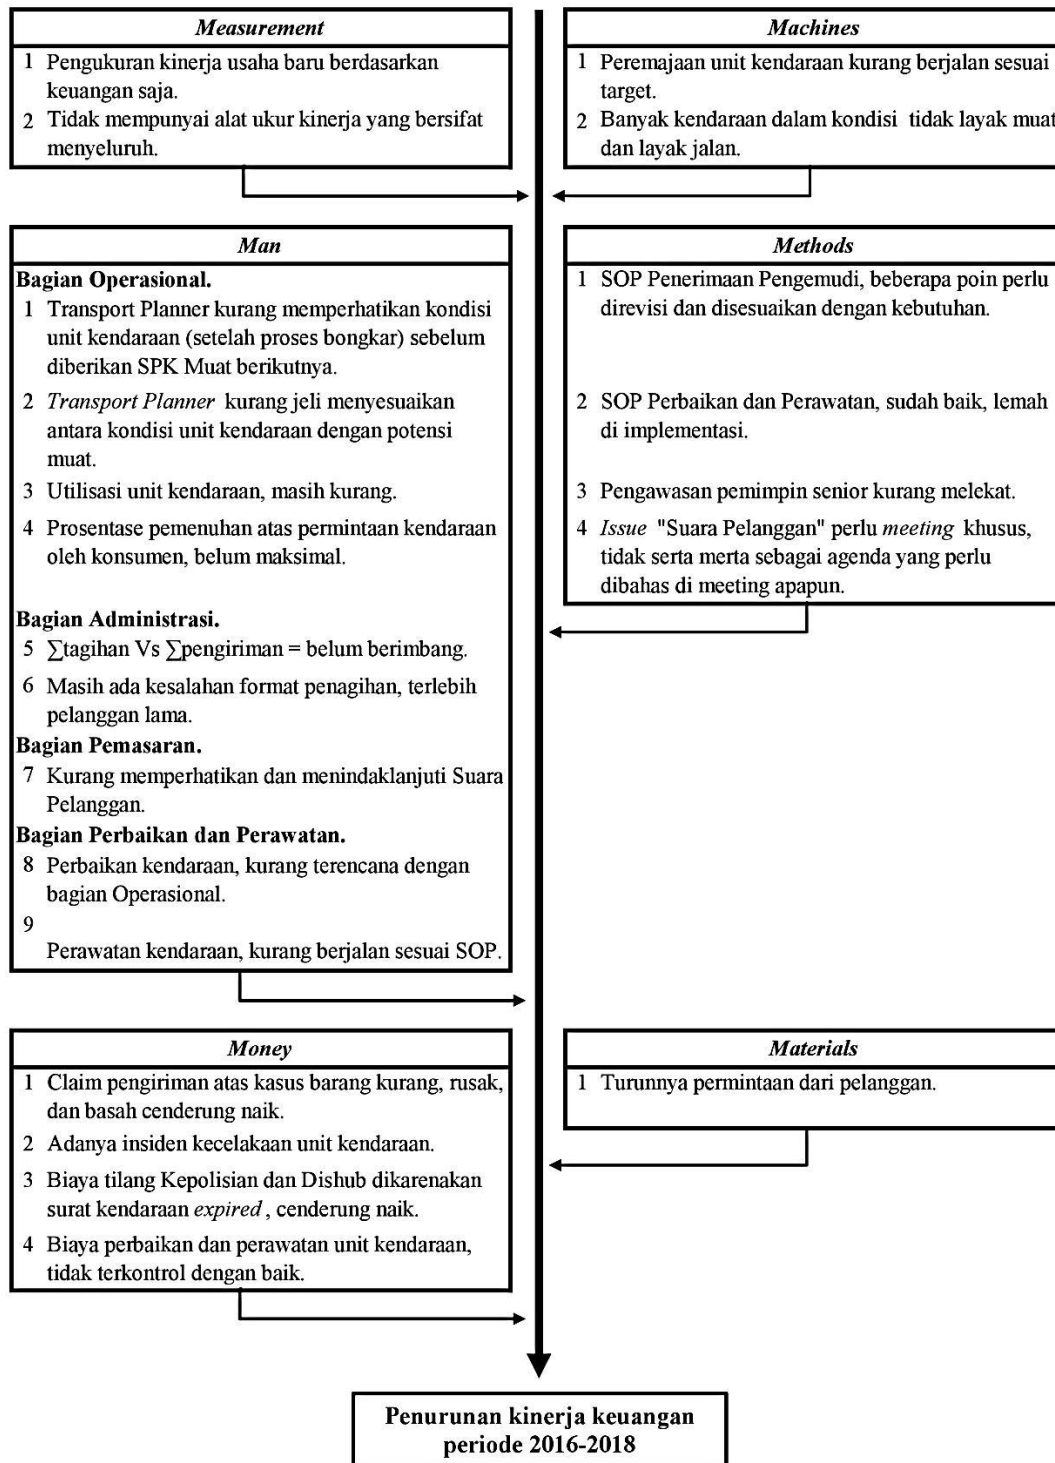 Measurement
1 Pengukuran kinerja usaha baru berdasarkan
keuangan saja.
2 Tidak mempunyai alat ukur kinerja yang bersifat
menyeluruh.
Machines
1 Peremajaan unit kendaraan kurang berjalan sesuai
target.
2 Banyak kendaraan dalam kondisi tidak layak muat
dan layak jalan.
Man
Bagian Operasional.
1 Transport Planner kurang memperhatikan kondisi
unit kendaraan (setelah proses bongkar) sebelum
diberikan SPK Muat berikutnya.
2 Transport Planner kurang jeli menyesuaikan
antara kondisi unit kendaraan dengan potensi
muat.
3 Utilisasi unit kendaraan, masih kurang.
4 Prosentase pemenuhan atas permintaan kendaraan
oleh konsumen, belum maksimal.
Bagian Administrasi.
5 ∑tagihan Vs ∑pengiriman = belum berimbang.
6 Masih ada kesalahan format penagihan, terlebih
pelanggan lama.
Bagian Pemasaran.
7 Kurang memperhatikan dan menindaklanjuti Suara
Pelanggan.
Bagian Perbaikan dan Perawatan.
8 Perbaikan kendaraan, kurang terencana dengan
bagian Operasional.
9
Perawatan kendaraan, kurang berjalan sesuai SOP.
Methods
1 SOP Penerimaan Pengemudi, beberapa poin perlu
direvisi dan disesuaikan dengan kebutuhan.
2 SOP Perbaikan dan Perawatan, sudah baik, lemah
di implementasi.
3 Pengawasan pemimpin senior kurang melekat.
4 Issue "Suara Pelanggan" perlu meeting khusus,
tidak serta merta sebagai agenda yang perlu
dibahas di meeting apapun.
Money
1 Claim pengiriman atas kasus barang kurang, rusak,
dan basah cenderung naik.
2 Adanya insiden kecelakaan unit kendaraan.
3 Biaya tilang Kepolisian dan Dishub dikarenakan
surat kendaraan expired , cenderung naik.
4 Biaya perbaikan dan perawatan unit kendaraan,
tidak terkontrol dengan baik.
Materials
1 Turunnya permintaan dari pelanggan.
Penurunan kinerja keuangan
periode 2016-2018